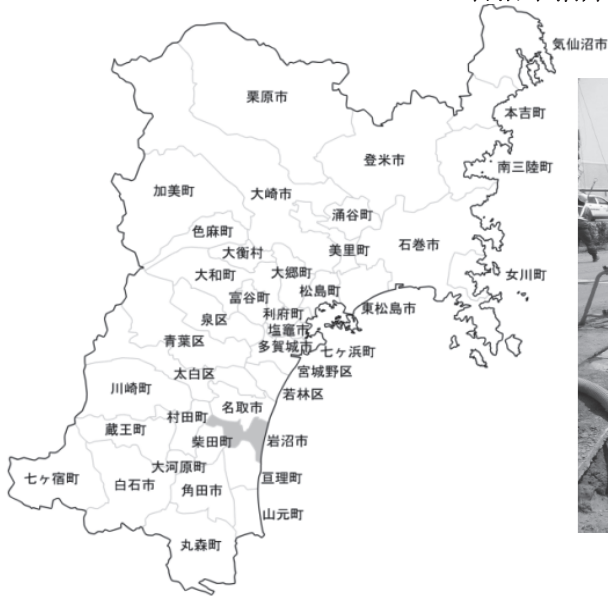 気仙沼市
栗原市
本吉町
登米市
南三陸町
加美町
大崎市
涌谷町
色麻町
石巻市
大衡村
美里町
大和町
大郷町
女川町
富谷町
松島町
東松島市
泉区
利府町
塩竈市
青葉区
多賀城市
七ヶ浜町
太白区
宮城野区
川崎町
若林区
名取市
村田町
蔵王町
柴田町
岩沼市
大河原町
七ヶ宿町
白石市
角田市
亘理町
山元町
丸森町